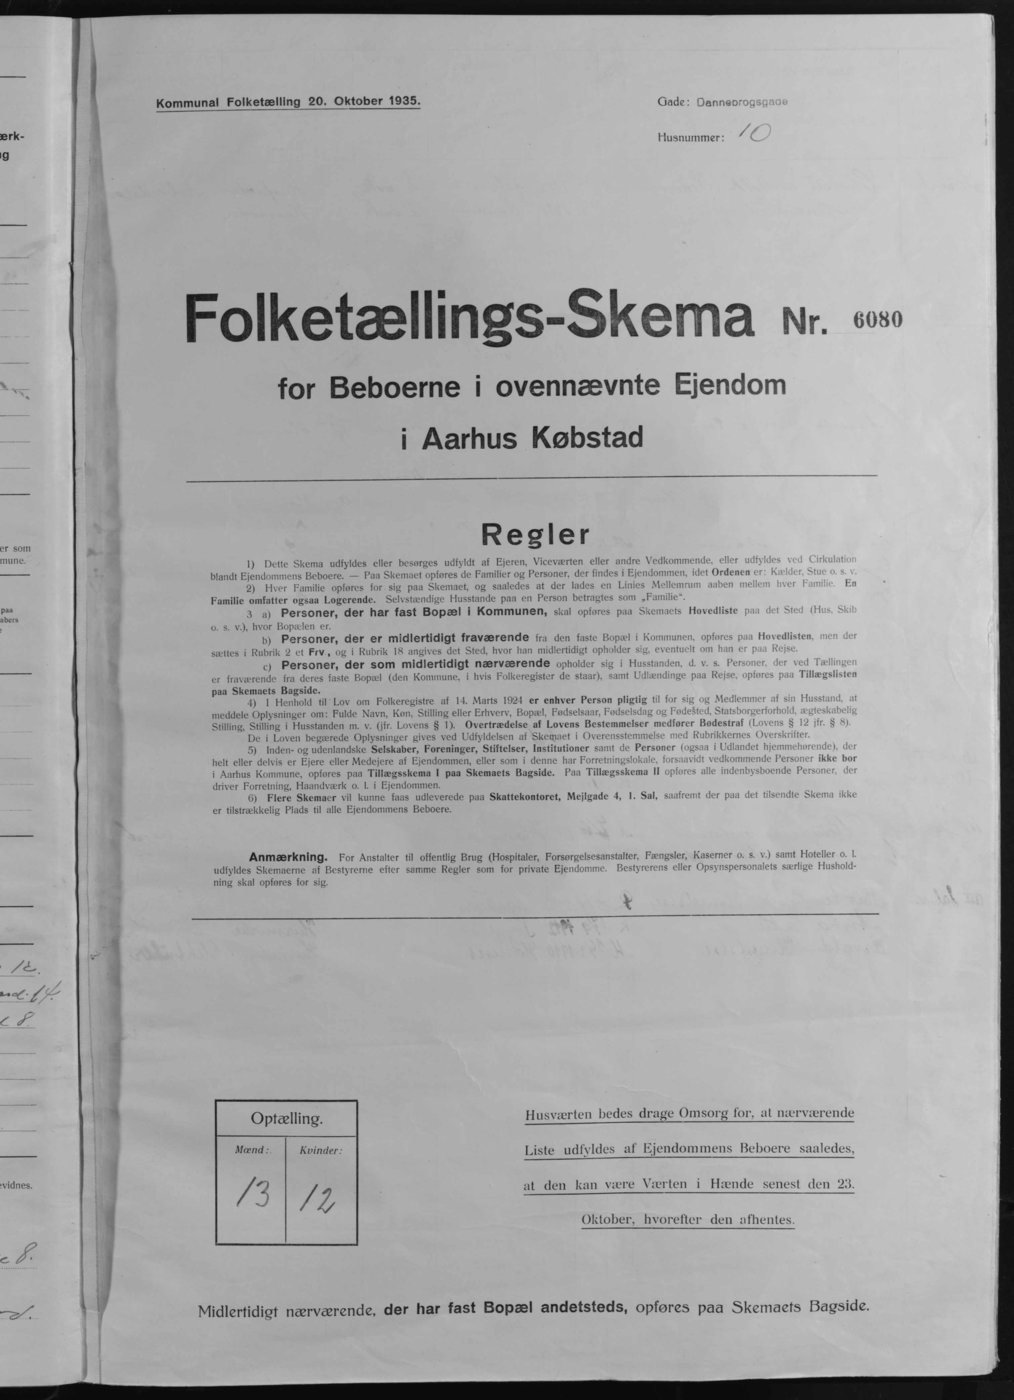 Kommunal Folketælling 20. Oktober 1935.
Gade: Dannebrogsgade
Husnummer: 10
Folketællings-Skema Nr. 6080
for Beboerne i ovennævnte Ejendom
i Aarhus Købstad
Regler
1) Dette Skema udfyldes eller besørges udfyldt af Ejeren, Viceværten eller andre Vedkommende, eller udfyldes ved Cirkulation
blandt Ejendommens Beboere. — Paa Skemaet opføres de Familier og Personer, der findes i Ejendommen, idet Ordenen er: Kælder, Stue o. s. v.
2) Hver Familie opføres for sig paa Skemaet, og saaledes at der lades en Linies Mellemrum aaben mellem hver Familie. En
Familie omfatter ogsaa Logerende. Selvstændige Husstande paa en Person betragtes som „Familie“.
3 a) Personer, der har fast Bopæl i Kommunen, skal opføres paa Skemaets Hovedliste paa det Sted (Hus, Skib
o. s. v.), hvor Bopælen er.
b) Personer, der er midlertidigt fraværende fra den faste Bopæl i Kommunen, opføres paa Hovedlisten, men der
sættes i Rubrik 2 et Frv., og i Rubrik 18 angives det Sted, hvor han midlertidigt opholder sig, eventuelt om han er paa Rejse.
c) Personer, der som midlertidigt nærværende opholder sig i Husstanden, d. v. s. Personer, der ved Tællingen
er fraværende fra deres faste Bopæl (den Kommune, i hvis Folkeregister de staar), samt Udlændinge paa Rejse, opføres paa Tillægslisten
paa Skemaets Bagside.
4) I Henhold til Lov om Folkeregistre af 14. Marts 1924 er enhver Person pligtig til for sig og Medlemmer af sin Husstand, at
meddele Oplysninger om: Fulde Navn, Køn, Stilling eller Erhverv, Bopæl, Fødselsaar, Fødselsdag og Fødested, Statsborgerforhold, ægteskabelig
Stilling, Stilling i Husstanden m. v. (jfr. Lovens § 1). Overtrædelse af Lovens Bestemmelser medfører Bødestraf (Lovens § 12 jfr. § 8).
De i Loven begærede Oplysninger gives ved Udfyldelsen af Skemaet i Overensstemmelse med Rubrikkernes Overskrifter.
5) Inden- og udenlandske Selskaber, Foreninger, Stiftelser, Institutioner samt de Personer (ogsaa i Udlandet hjemmehørende), der
helt eller delvis er Ejere eller Medejere af Ejendommen, eller som i denne har Forretningslokale, forsaavidt vedkommende Personer ikke bor
i Aarhus Kommune, opføres paa Tillægsskema I paa Skemaets Bagside. Paa Tillægsskema II opføres alle indenbysboende Personer, der
driver Forretning, Haandværk o. l. i Ejendommen.
6) Flere Skemaer vil kunne faas udleverede paa Skattekontoret, Mejlgade 4, 1. Sal, saafremt der paa det tilsendte Skema ikke
er tilstrækkelig Plads til alle Ejendommens Beboere.
Anmærkning. For Anstalter til offentlig Brug (Hospitaler, Forsørgelsesanstalter, Fængsler, Kaserner o. s. v.) samt Hoteller o. l.
udfyldes Skemaerne af Bestyrerne efter samme Regler som for private Ejendomme. Bestyrerens eller Opsynspersonalets særlige Hushold-
ning skal opføres for sig.
Optælling.
Mænd: Kvinder:
13 12
Husværten bedes drage Omsorg for, at nærværende
Liste udfyldes af Ejendommens Beboere saaledes,
at den kan være Værten i Hænde senest den 23.
Oktober, hvorefter den afhentes.
Midlertidigt nærværende, der har fast Bopæl andetsteds, opføres paa Skemaets Bagside.